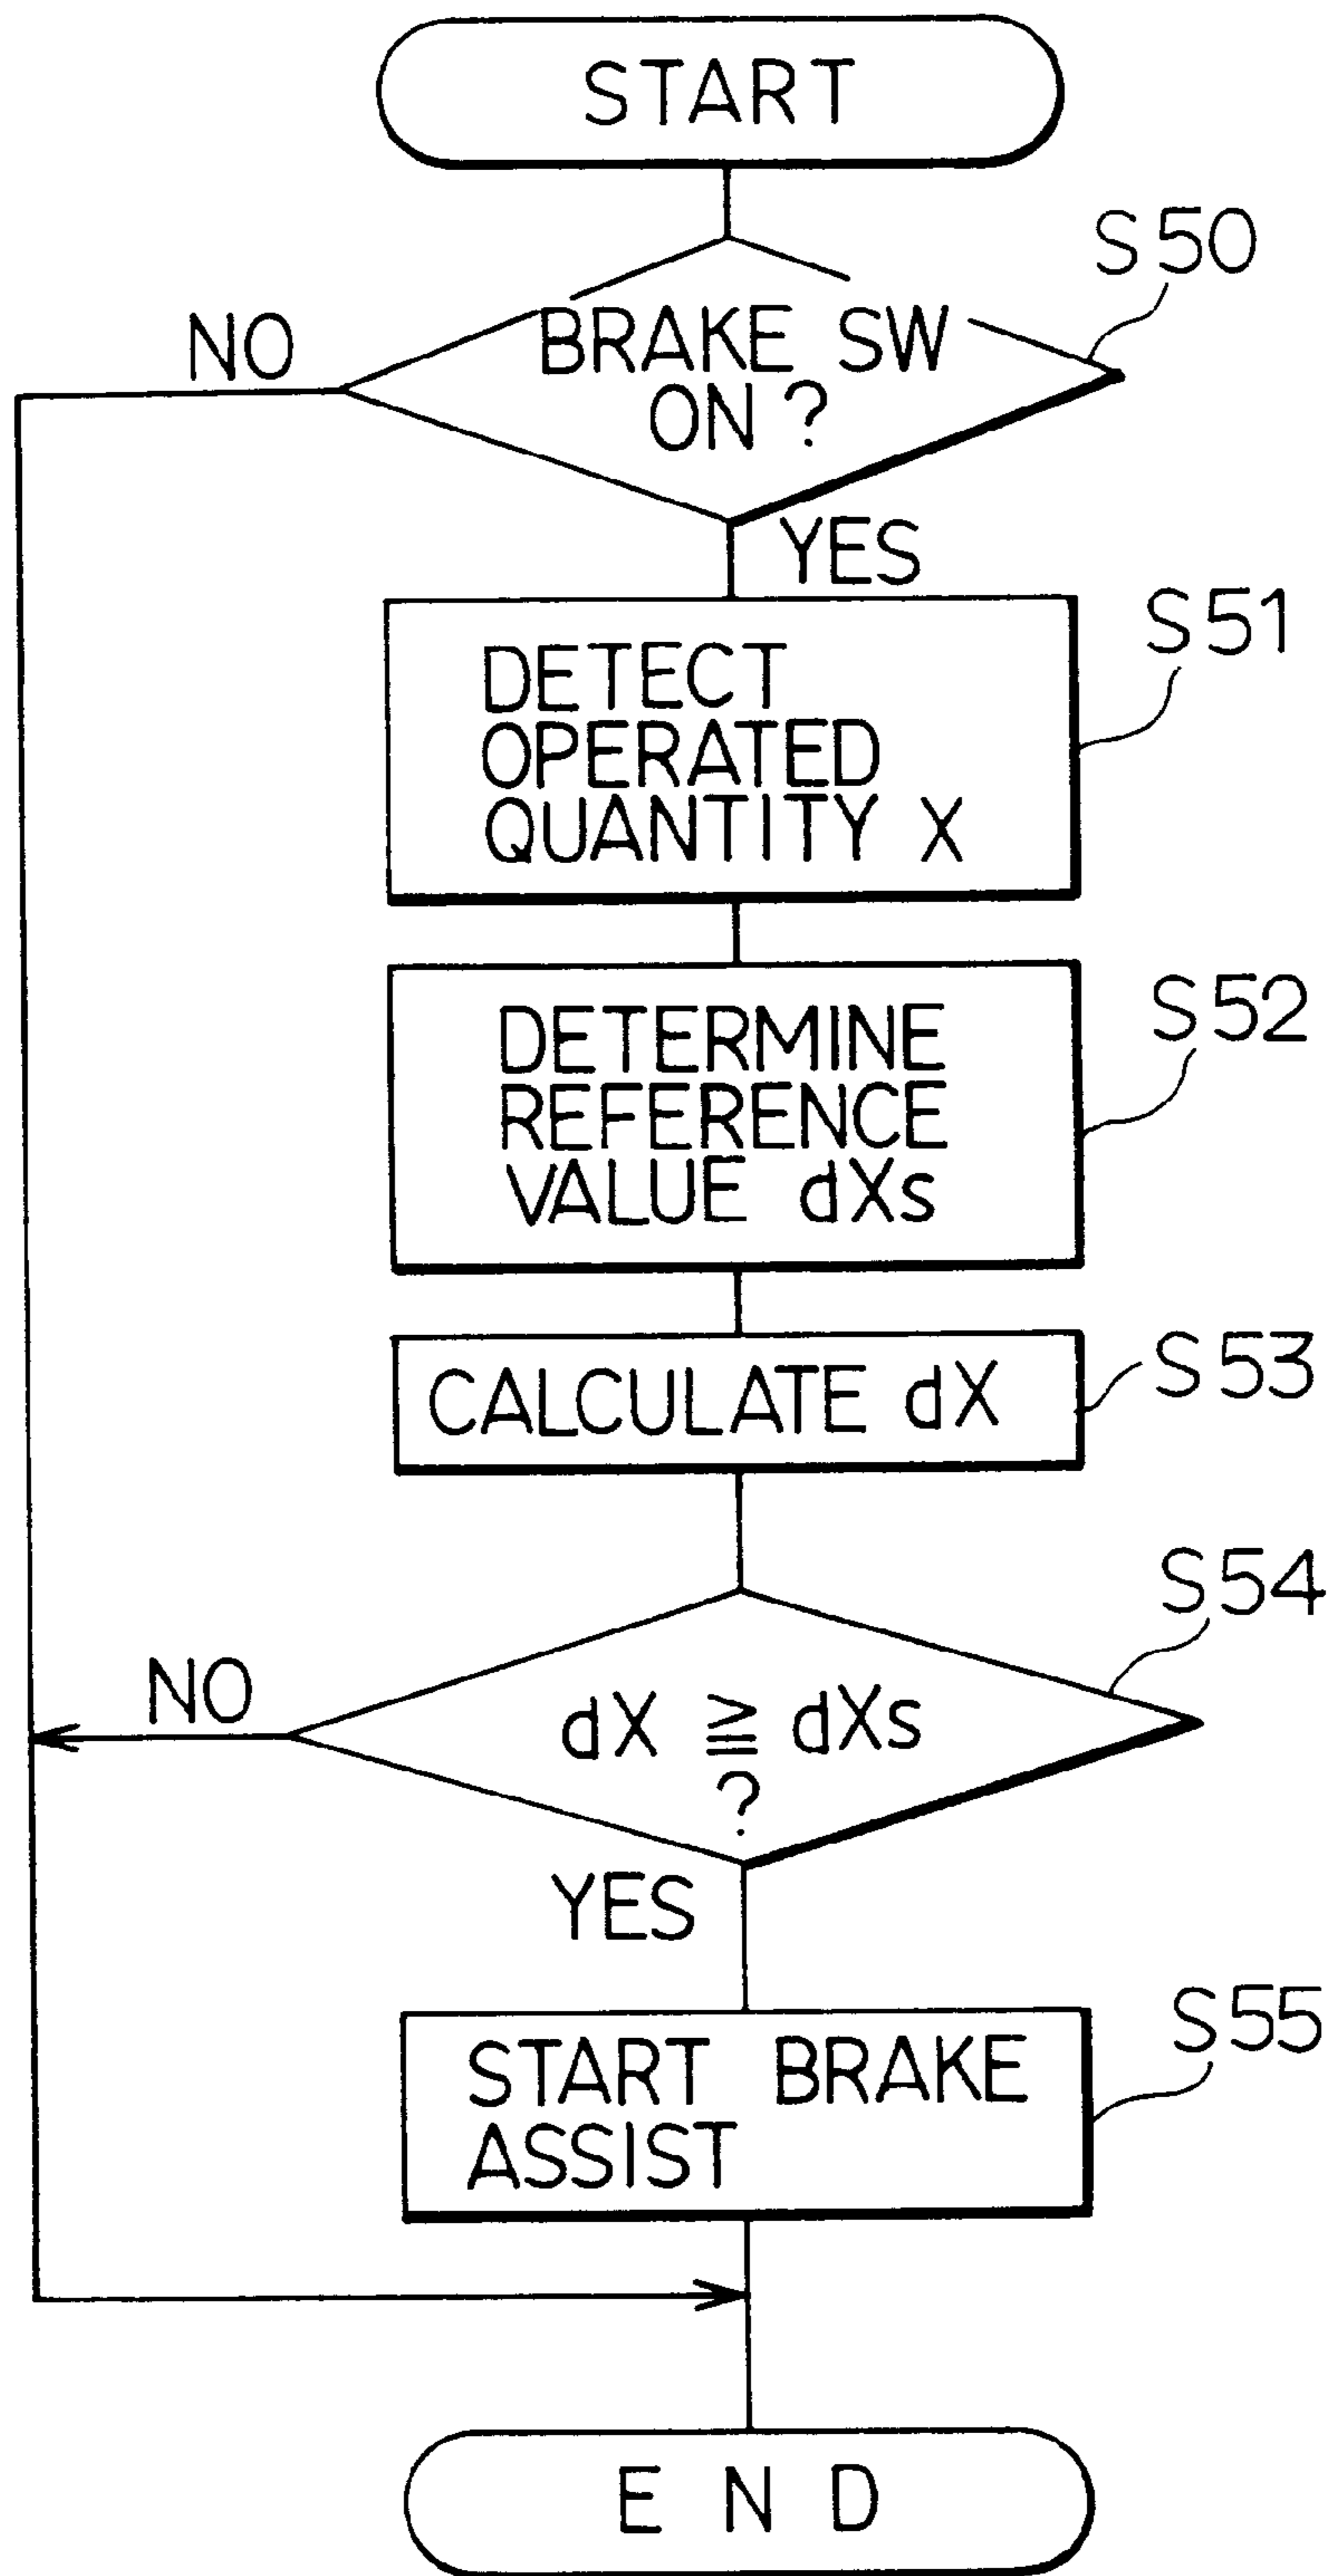 START
S50
NO
BRAKE SW
ON?
YES
S51
DETECT
OPERATED
QUANTITY X
S52
DETERMINE
REFERENCE
VALUE dXs
S53
CALCULATE dX
S54
NO
dX ≧ dXs
?
YES
S55
START BRAKE
ASSIST
END